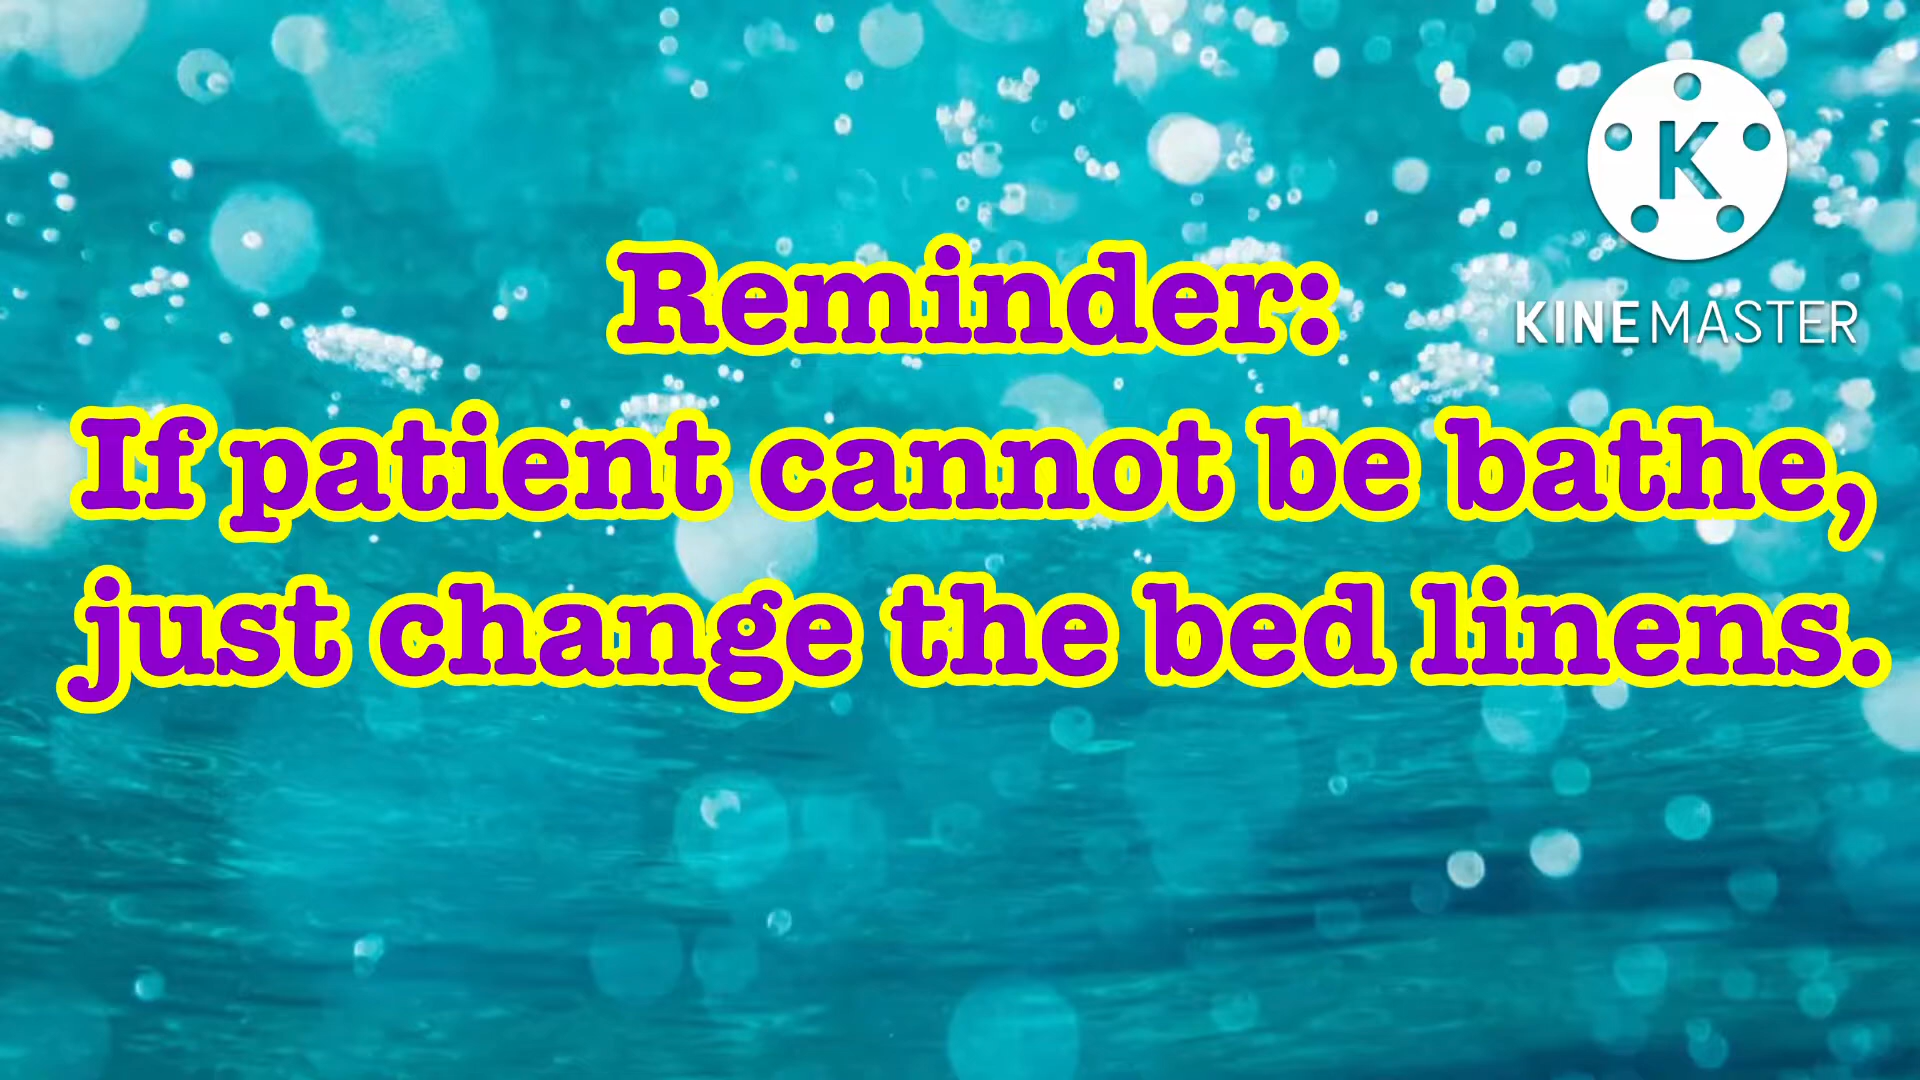 K
KINEMASTER
Reminder:
If patient cannot be bathe,
just change the bed linens.